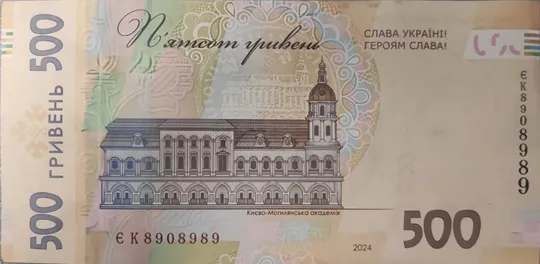 500 ГРИВЕНЬ 500
П'ятсот гривень
СЛАВА УКРАЇНІ!
ГЕРОЯМ СЛАВА!
ЄК8908989
Києво-Могилянська академія
ЄК8908989
2024
500